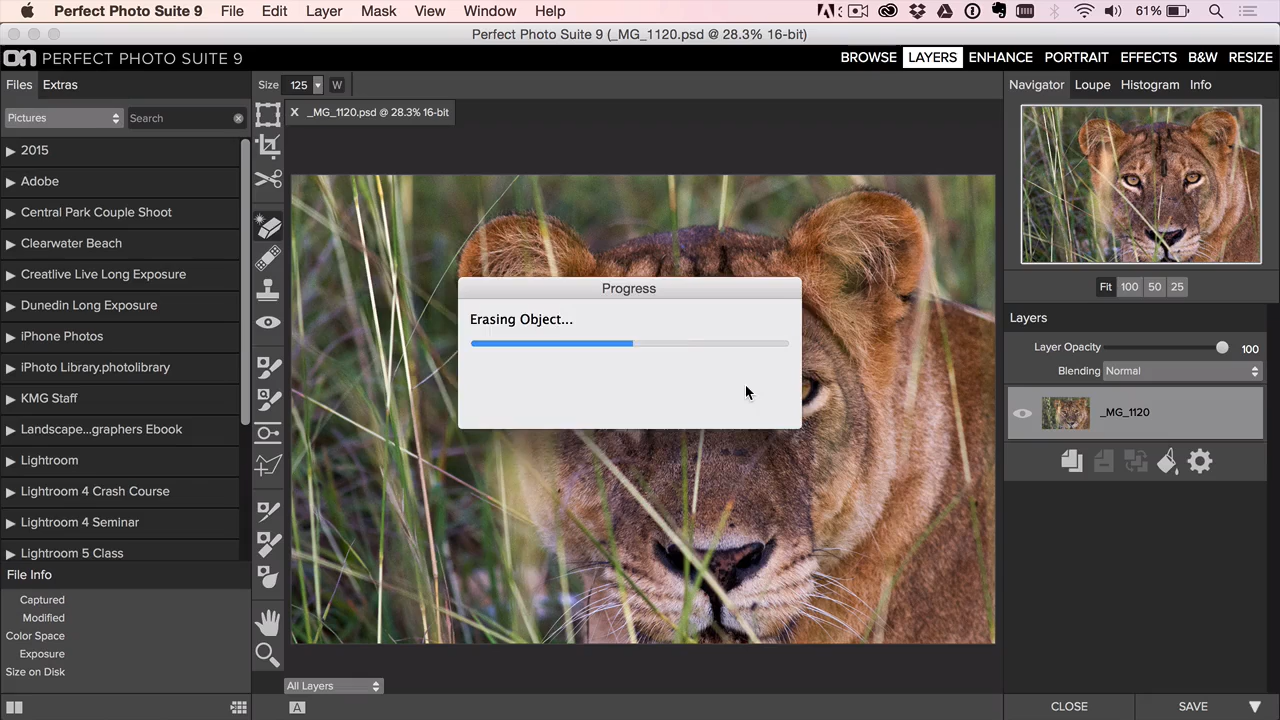 Perfect Photo Suite 9 File Edit Layer Mask View Window Help 61%
Perfect Photo Suite 9 (_MG_1120.psd @ 28.3% 16-bit)
on PERFECT PHOTO SUITE 9 BROWSE LAYERS ENHANCE PORTRAIT EFFECTS B&W RESIZE
Files Extras
Size 125 W
Navigator Loupe Histogram Info
Pictures Search
X _MG_1120.psd @ 28.3% 16-bit
2015
Adobe
Central Park Couple Shoot
Clearwater Beach
Creatlive Live Long Exposure
Dunedin Long Exposure
iPhone Photos
iPhoto Library.photolibrary
KMG Staff
Landscape...graphers Ebook
Lightroom
Lightroom 4 Crash Course
Lightroom 4 Seminar
Lightroom 5 Class
File Info
Captured
Modified
Color Space
Exposure
Size on Disk
Progress
Erasing Object...
All Layers
A
Fit 100 50 25
Layers
Layer Opacity 100
Blending Normal
_MG_1120
CLOSE SAVE